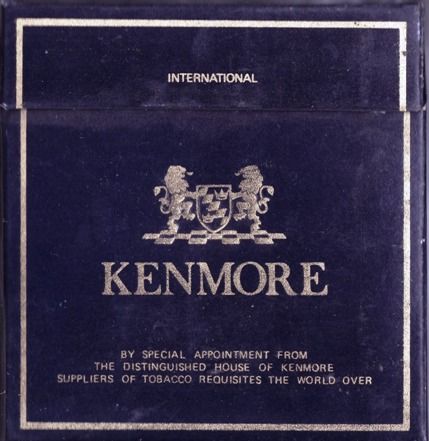 INTERNATIONAL
KENMORE
BY SPECIAL APPOINTMENT FROM
THE DISTINGUISHED HOUSE OF KENMORE
SUPPLIERS OF TOBACCO REQUISITES THE WORLD OVER